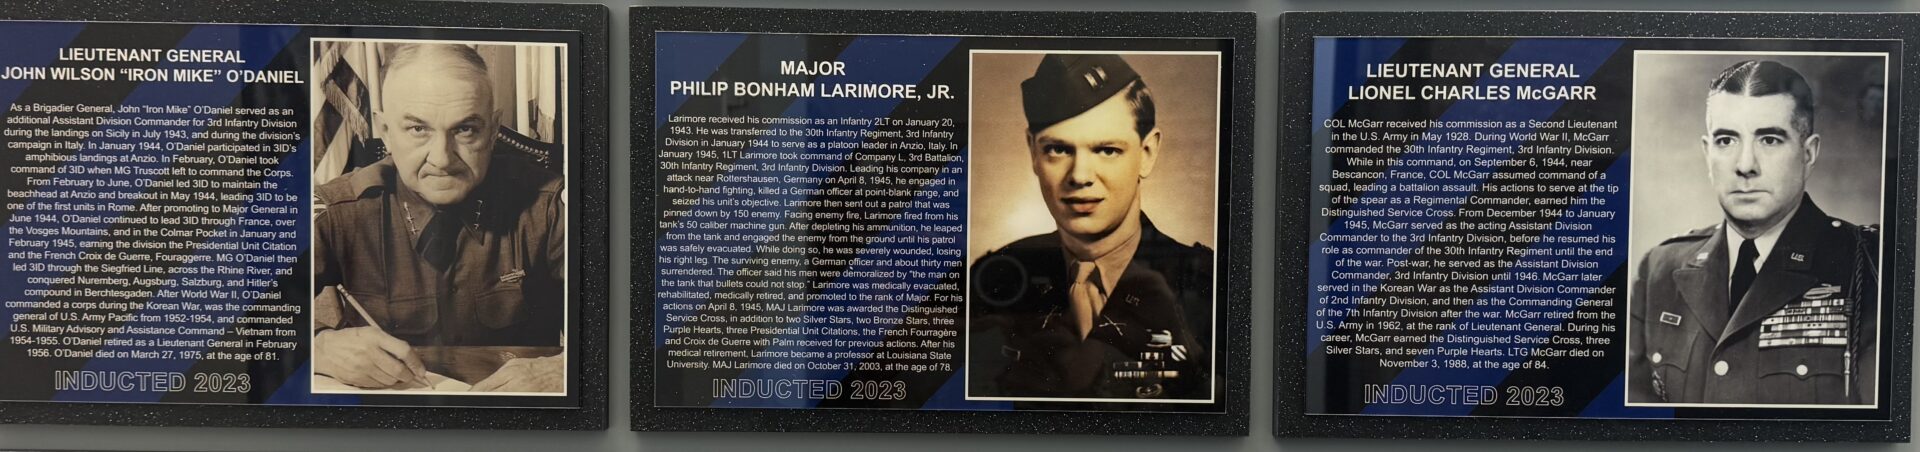 LIEUTENANT GENERAL
JOHN WILSON “IRON MIKE” O’DANIEL
As a Brigadier General, John “Iron Mike” O’Daniel served as an
additional Assistant Division Commander for 3rd Infantry Division
during the landings on Sicily in July 1943, and during the division’s
campaign in Italy. In January 1944, O’Daniel participated in 3ID’s
amphibious landings at Anzio. In February, O’Daniel took
command of 3ID when MG Truscott left to command the Corps.
From February to June, O’Daniel led 3ID to maintain the
beachhead at Anzio and breakout in May 1944, leading 3ID to be
one of the first units in Rome. After promoting to Major General in
June 1944, O’Daniel continued to lead 3ID through France, over
the Vosges Mountains, and in the Colmar Pocket in January and
February 1945, earning the division the Presidential Unit Citation
and the French Croix de Guerre, Fouraggerre. MG O’Daniel then
led 3ID through the Siegfried Line, across the Rhine River, and
conquered Nuremberg, Augsburg, Salzburg, and Hitler’s
compound in Berchtesgaden. After World War II, O’Daniel
commanded a corps during the Korean War, was the commanding
general of U.S. Army Pacific from 1952-1954, and commanded
U.S. Military Advisory and Assistance Command – Vietnam from
1954-1955. O’Daniel retired as a Lieutenant General in February
1956. O’Daniel died on March 27, 1975, at the age of 81.
INDUCTED 2023
MAJOR
PHILIP BONHAM LARIMORE, JR.
Larimore received his commission as an Infantry 2LT on January 20,
1943. He was transferred to the 30th Infantry Regiment, 3rd Infantry
Division in January 1944 to serve as a platoon leader in Anzio, Italy. In
January 1945, 1LT Larimore took command of Company L, 3rd Battalion,
30th Infantry Regiment, 3rd Infantry Division. Leading his company in an
attack near Rottershausen, Germany on April 8, 1945, he engaged in
hand-to-hand fighting, killed a German officer at point-blank range, and
seized his unit’s objective. Larimore then sent out a patrol that was
pinned down by 150 enemy. Facing enemy fire, Larimore fired from his
tank’s 50 caliber machine gun. After depleting his ammunition, he leaped
from the tank and engaged the enemy from the ground until his patrol
was safely evacuated. While doing so, he was severely wounded, losing
his right leg. The surviving enemy, a German officer and about thirty men
surrendered. The officer said his men were demoralized by “the man on
the tank that bullets could not stop.” Larimore was medically evacuated,
rehabilitated, medically retired, and promoted to the rank of Major. For his
actions on April 8, 1945, MAJ Larimore was awarded the Distinguished
Service Cross, in addition to two Silver Stars, two Bronze Stars, three
Purple Hearts, three Presidential Unit Citations, the French Fourragère
and Croix de Guerre with Palm received for previous actions. After his
medical retirement, Larimore became a professor at Louisiana State
University. MAJ Larimore died on October 31, 2003, at the age of 78.
INDUCTED 2023
LIEUTENANT GENERAL
LIONEL CHARLES McGARR
COL McGarr received his commission as a Second Lieutenant
in the U.S. Army in May 1928. During World War II, McGarr
commanded the 30th Infantry Regiment, 3rd Infantry Division.
While in this command, on September 6, 1944, near
Bescancon, France, COL McGarr assumed command of a
squad, leading a battalion assault. His actions to serve at the tip
of the spear as a Regimental Commander, earned him the
Distinguished Service Cross. From December 1944 to January
1945, McGarr served as the acting Assistant Division
Commander to the 3rd Infantry Division, before he resumed his
role as commander of the 30th Infantry Regiment until the end
of the war. Post-war, he served as the Assistant Division
Commander, 3rd Infantry Division until 1946. McGarr later
served in the Korean War as the Assistant Division Commander
of 2nd Infantry Division, and then as the Commanding General
of the 7th Infantry Division after the war. McGarr retired from the
U.S. Army in 1962, at the rank of Lieutenant General. During his
career, McGarr earned the Distinguished Service Cross, three
Silver Stars, and seven Purple Hearts. LTG McGarr died on
November 3, 1988, at the age of 84.
INDUCTED 2023